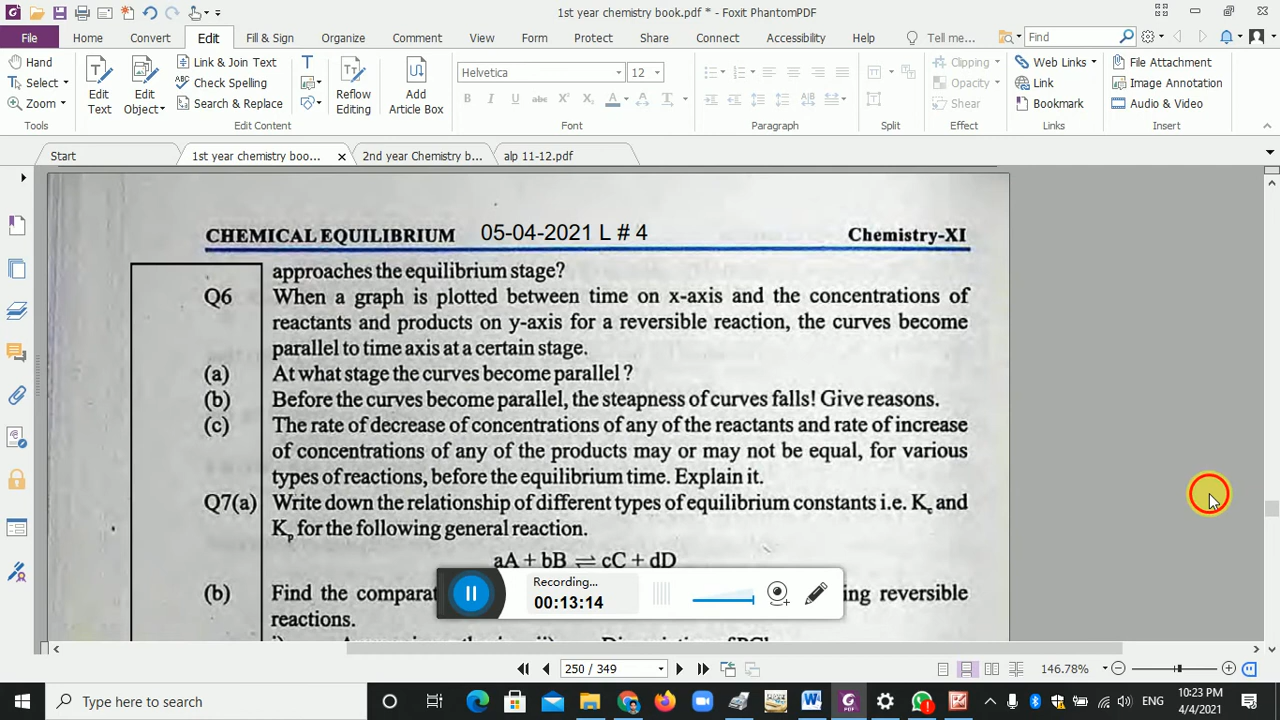 1st year chemistry book.pdf * - Foxit PhantomPDF
File Home Convert Edit Fill & Sign Organize Comment View Form Protect Share Connect Accessibility Help Tell me... Find
Hand
Select
Zoom
Tools
Edit Text
Edit Object
Link & Join Text
Check Spelling
Search & Replace
Edit Content
Reflow Editing
Add Article Box
Helvetica 12
Font
Paragraph
Split
Clipping
Opacity
Shear
Effect
Web Links
Link
Bookmark
Links
File Attachment
Image Annotation
Audio & Video
Insert
Start 1st year chemistry boo... 2nd year Chemistry b... alp 11-12.pdf
CHEMICAL EQUILIBRIUM 05-04-2021 L # 4 Chemistry-XI
approaches the equilibrium stage?
Q6 When a graph is plotted between time on x-axis and the concentrations of
reactants and products on y-axis for a reversible reaction, the curves become
parallel to time axis at a certain stage.
(a) At what stage the curves become parallel ?
(b) Before the curves become parallel, the steapness of curves falls! Give reasons.
(c) The rate of decrease of concentrations of any of the reactants and rate of increase
of concentrations of any of the products may or may not be equal, for various
types of reactions, before the equilibrium time. Explain it.
Q7(a) Write down the relationship of different types of equilibrium constants i.e. Kc and
Kp for the following general reaction.
aA + bB ⇌ cC + dD
(b) Find the comparat ing reversible
reactions.
Recording...
00:13:14
250 / 349
146.78%
Type here to search
ENG
10:23 PM
4/4/2021